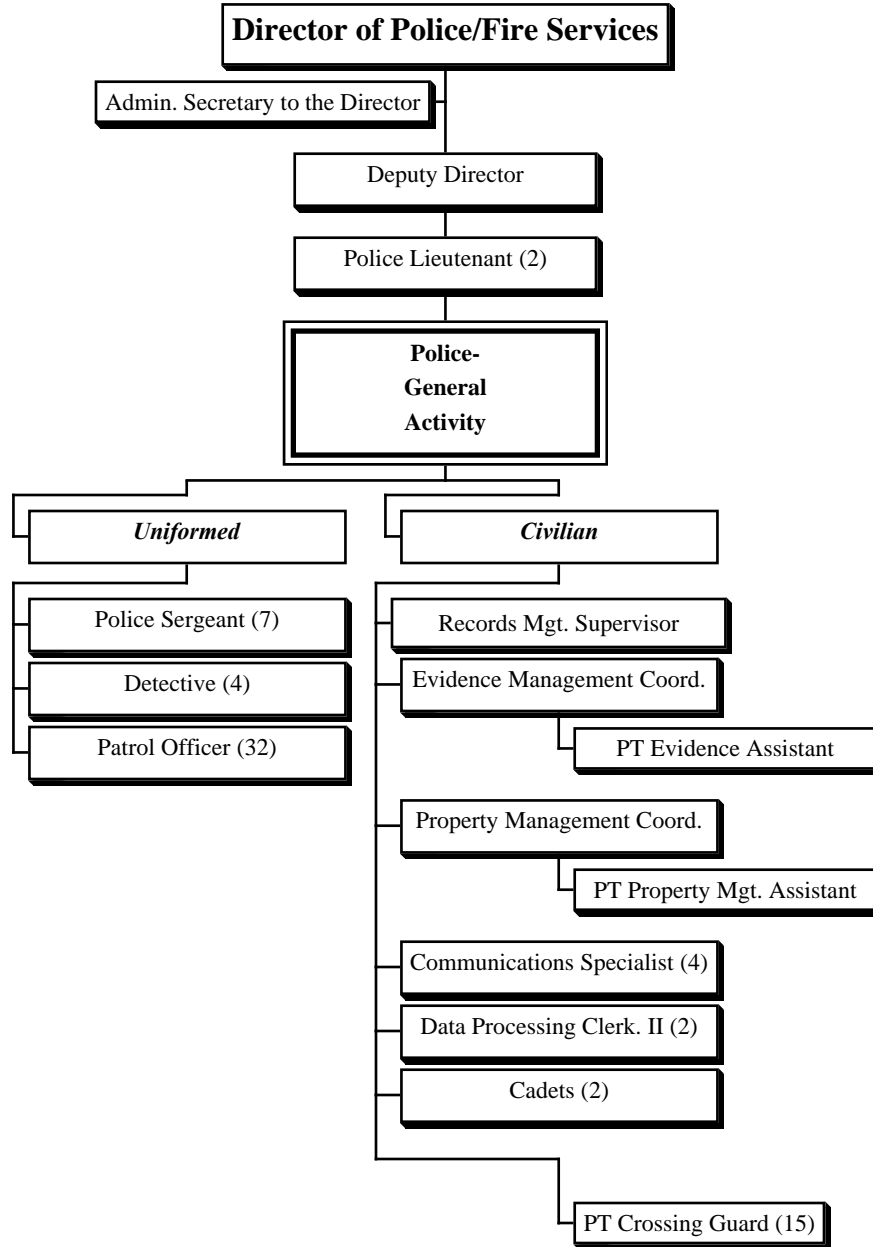 Director of Police/Fire Services
Admin. Secretary to the Director
Deputy Director
Police Lieutenant (2)
Police-
General
Activity
Uniformed
Police Sergeant (7)
Detective (4)
Patrol Officer (32)
Civilian
Records Mgt. Supervisor
Evidence Management Coord.
PT Evidence Assistant
Property Management Coord.
PT Property Mgt. Assistant
Communications Specialist (4)
Data Processing Clerk. II (2)
Cadets (2)
PT Crossing Guard (15)